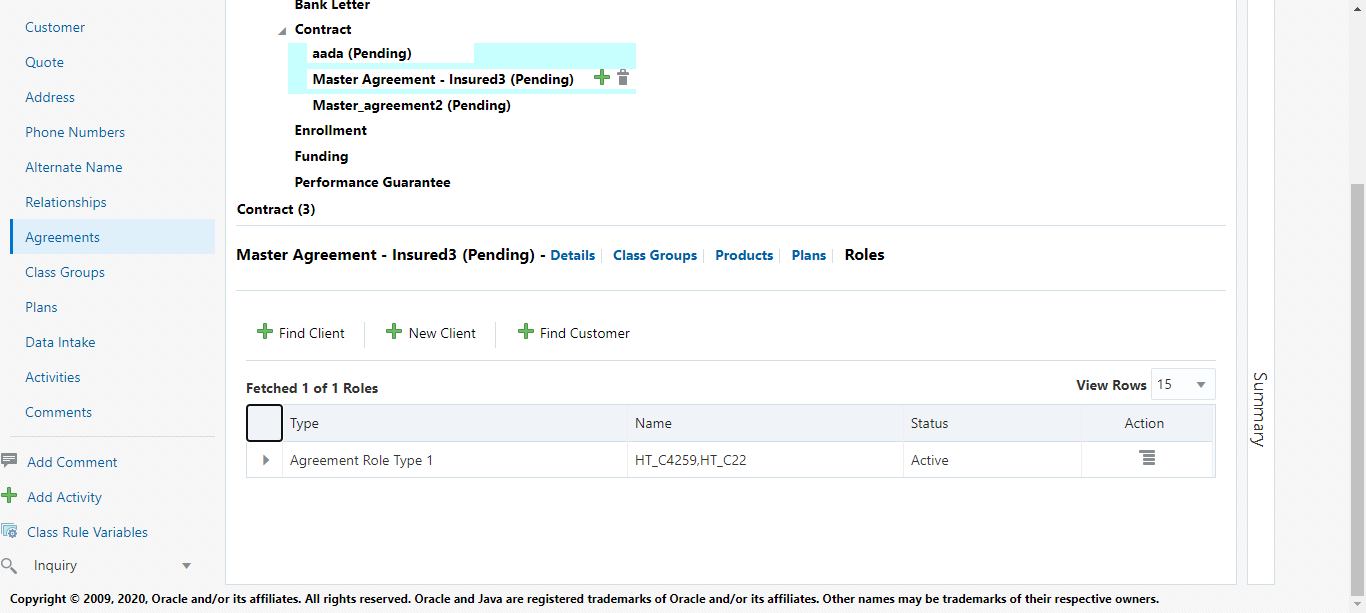 Bank Letter
Customer
Contract
Quote
aada (Pending)
Master Agreement - Insured3 (Pending)
Address
Master_agreement2 (Pending)
Phone Numbers
Enrollment
Alternate Name
Funding
Relationships
Performance Guarantee
Contract (3)
Agreements
Master Agreement - Insured3 (Pending) - Details Class Groups Products Plans Roles
Class Groups
Plans
Find Client New Client Find Customer
Data Intake
Activities
Fetched 1 of 1 Roles View Rows 15
Comments
Type Name Status Action
Agreement Role Type 1 HT_C4259,HT_C22 Active
Add Comment
Add Activity
Class Rule Variables
Inquiry
Summary
Copyright © 2009, 2020, Oracle and/or its affiliates. All rights reserved. Oracle and Java are registered trademarks of Oracle and/or its affiliates. Other names may be trademarks of their respective owners.